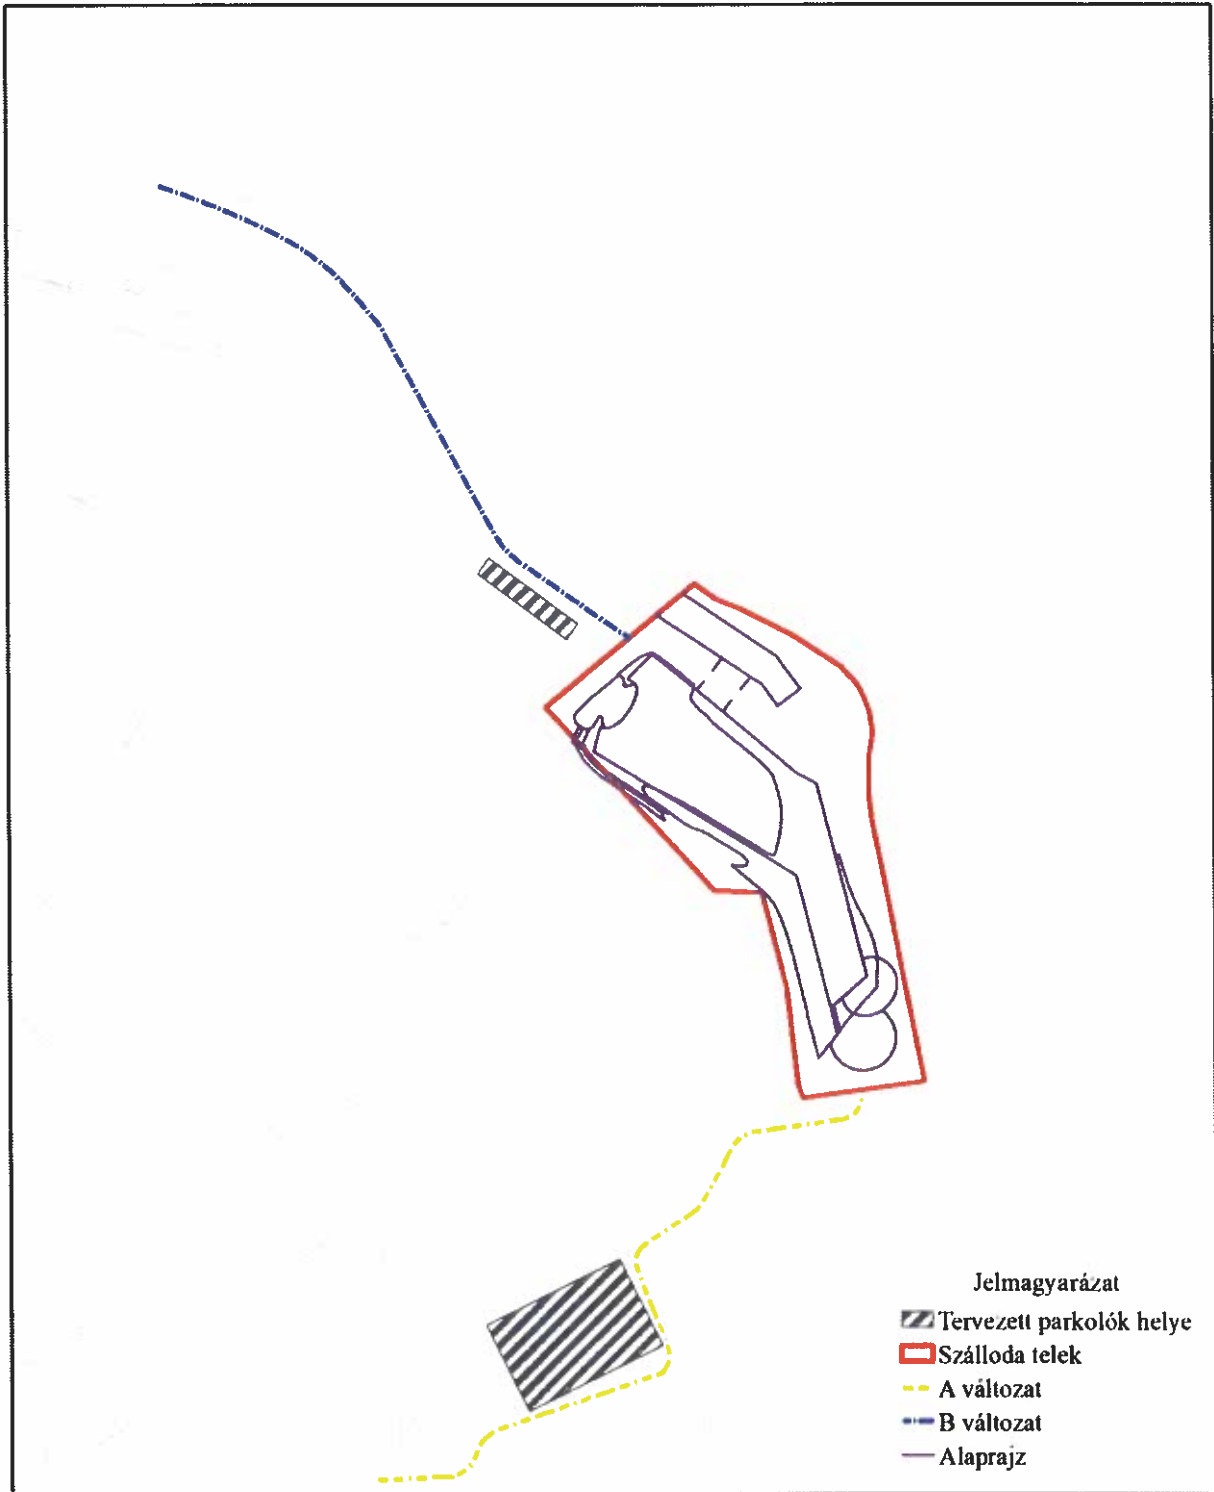 Jelmagyarázat
Tervezett parkolók helye
Szálloda telek
A változat
B változat
Alaprajz